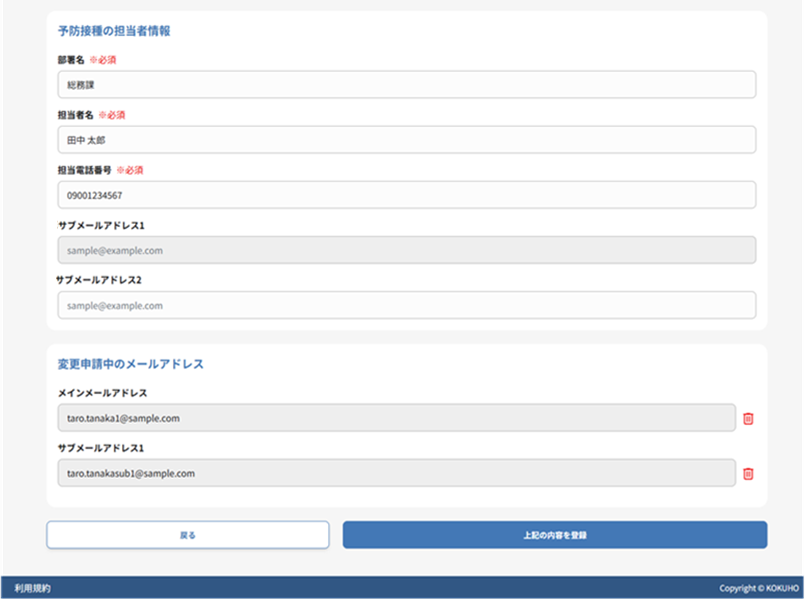 予防接種の担当者情報
部署名 ※必須
総務課
担当者名 ※必須
田中 太郎
担当電話番号 ※必須
09001234567
サブメールアドレス1
sample@example.com
サブメールアドレス2
sample@example.com
変更申請中のメールアドレス
メインメールアドレス
taro.tanaka1@sample.com
サブメールアドレス1
taro.tanakasub1@sample.com
戻る 上記の内容を登録
利用規約 Copyright © KOKUHO